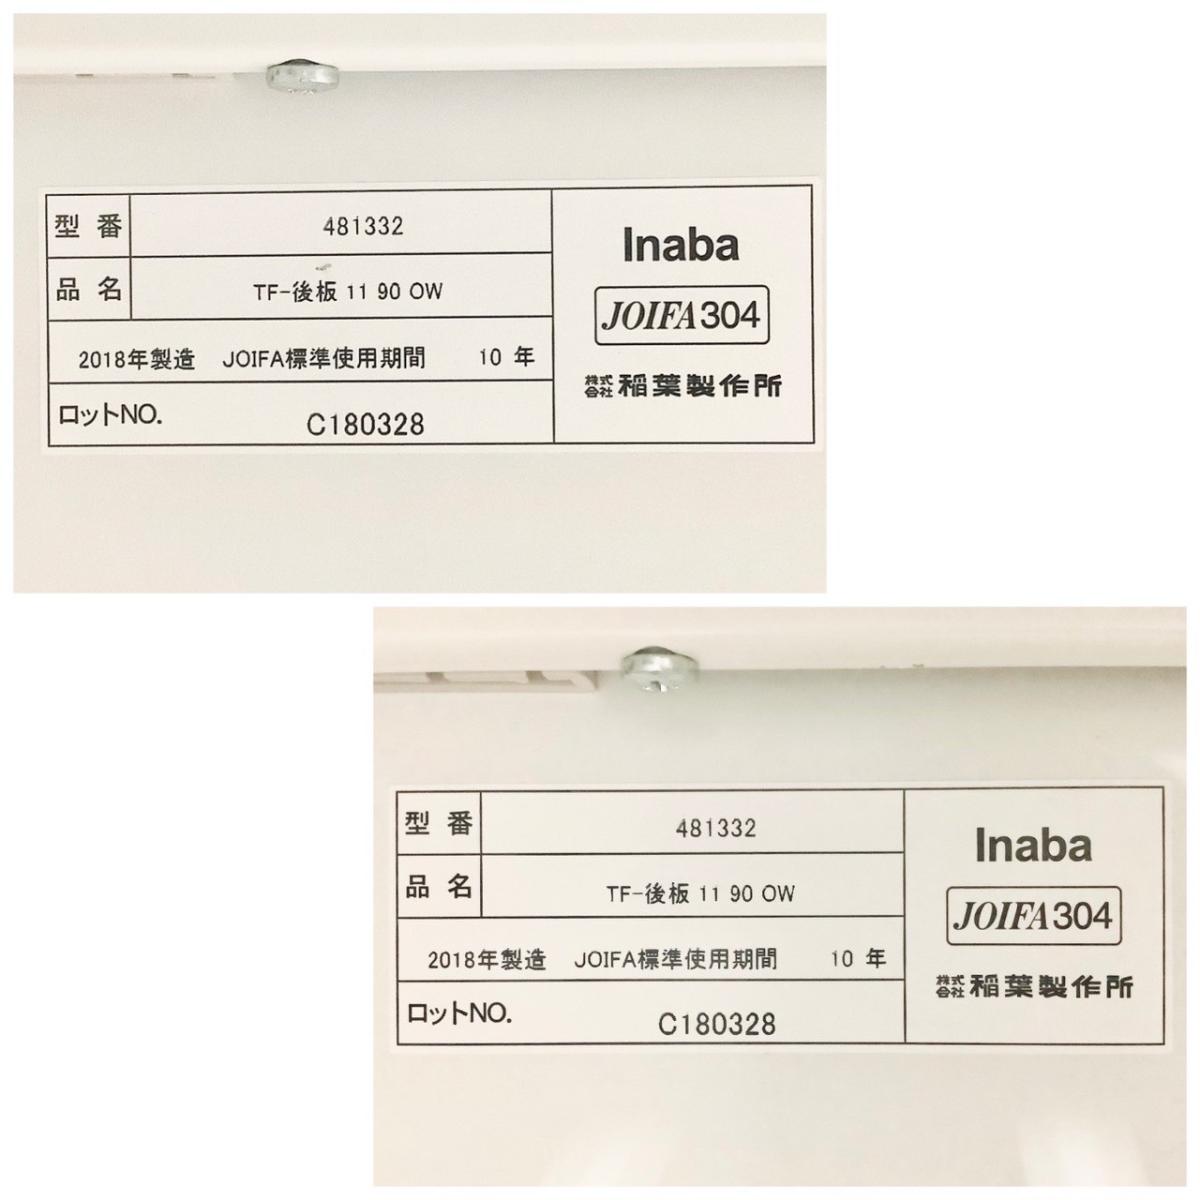 型 番 481332
品 名 TF-後板 11 90 OW
2018年製造 JOIFA標準使用期間 10 年
ロットNO. C180328
Inaba
JOIFA304
株式会社 稲葉製作所
型 番 481332
品 名 TF-後板 11 90 OW
2018年製造 JOIFA標準使用期間 10 年
ロットNO. C180328
Inaba
JOIFA304
株式会社 稲葉製作所